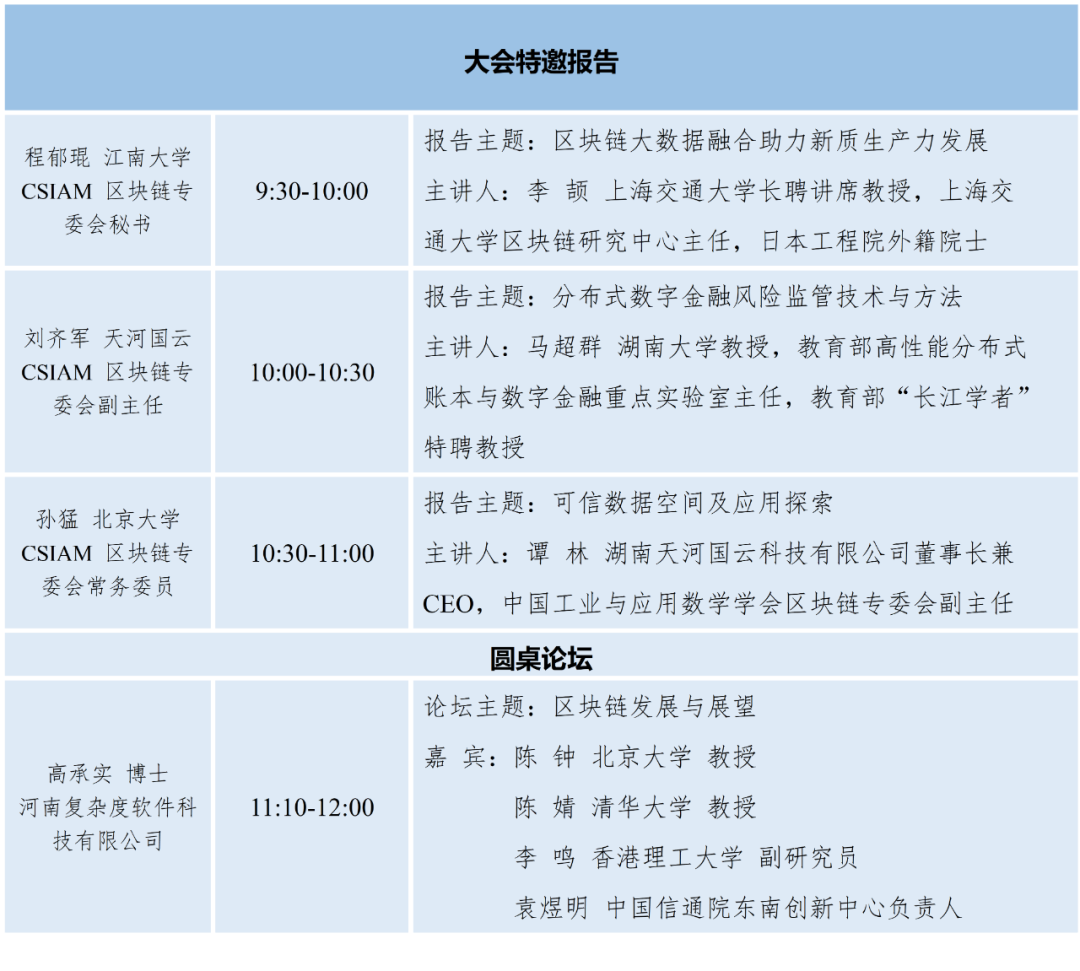 大会特邀报告
程郁琨 江南大学
CSIAM 区块链专
委会秘书
9:30-10:00
报告主题：区块链大数据融合助力新质生产力发展
主讲人：李 颉 上海交通大学长聘讲席教授，上海交
通大学区块链研究中心主任，日本工程院外籍院士
刘齐军 天河国云
CSIAM 区块链专
委会副主任
10:00-10:30
报告主题：分布式数字金融风险监管技术与方法
主讲人：马超群 湖南大学教授，教育部高性能分布式
账本与数字金融重点实验室主任，教育部“长江学者”
特聘教授
孙猛 北京大学
CSIAM 区块链专
委会常务委员
10:30-11:00
报告主题：可信数据空间及应用探索
主讲人：谭 林 湖南天河国云科技有限公司董事长兼
CEO，中国工业与应用数学学会区块链专委会副主任
圆桌论坛
高承实 博士
河南复杂度软件科
技有限公司
11:10-12:00
论坛主题：区块链发展与展望
嘉 宾：陈 钟 北京大学 教授
陈 婧 清华大学 教授
李 鸣 香港理工大学 副研究员
袁煜明 中国信通院东南创新中心负责人